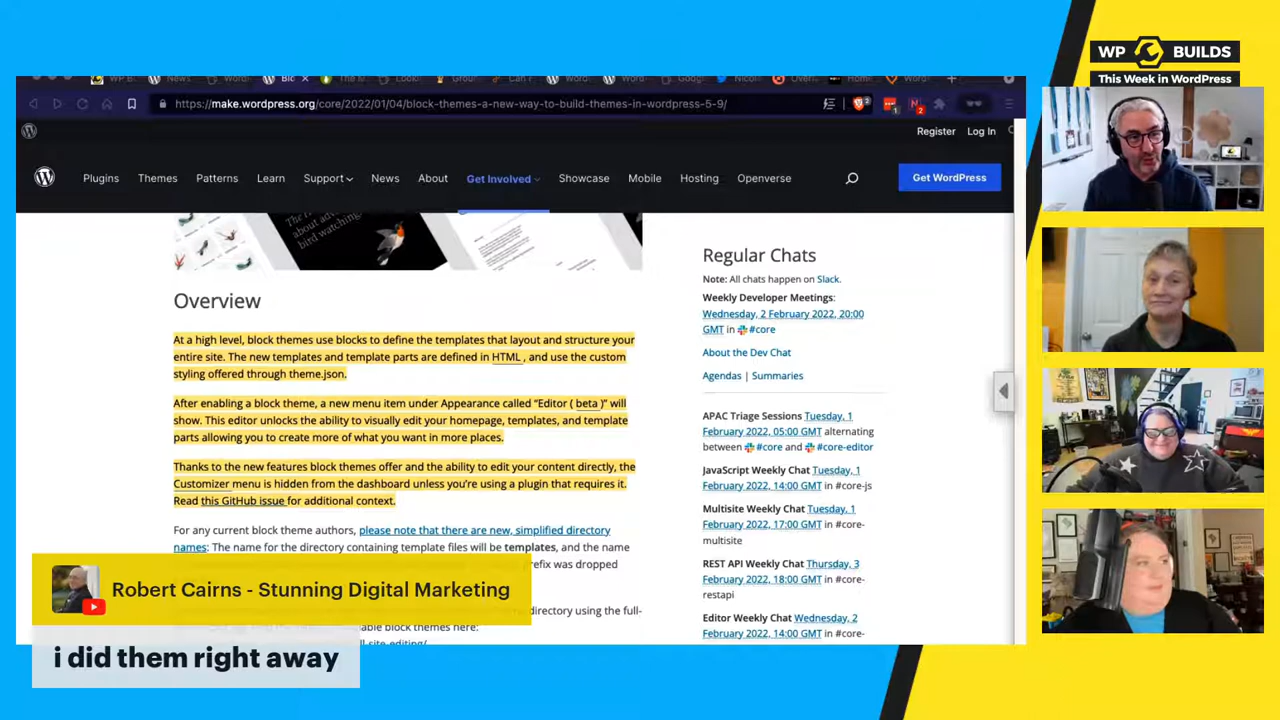 WP BUILDS
This Week in WordPress
https://make.wordpress.org/core/2022/01/04/block-themes-a-new-way-to-build-themes-in-wordpress-5-9/
Register Log In
Plugins Themes Patterns Learn Support News About Get Involved Showcase Mobile Hosting Openverse Get WordPress
about
bird watching.
Overview
At a high level, block themes use blocks to define the templates that layout and structure your
entire site. The new templates and template parts are defined in HTML , and use the custom
styling offered through theme.json.
After enabling a block theme, a new menu item under Appearance called “Editor ( beta )” will
show. This editor unlocks the ability to visually edit your homepage, templates, and template
parts allowing you to create more of what you want in more places.
Thanks to the new features block themes offer and the ability to edit your content directly, the
Customizer menu is hidden from the dashboard unless you’re using a plugin that requires it.
Read this GitHub issue for additional context.
For any current block theme authors, please note that there are new, simplified directory
names: The name for the directory containing template files will be templates, and the name
prefix was dropped
directory using the full-
block themes here:
Regular Chats
Note: All chats happen on Slack.
Weekly Developer Meetings:
Wednesday, 2 February 2022, 20:00
GMT in #core
About the Dev Chat
Agendas | Summaries
APAC Triage Sessions Tuesday, 1
February 2022, 05:00 GMT alternating
between #core and #core-editor
JavaScript Weekly Chat Tuesday, 1
February 2022, 14:00 GMT in #core-js
Multisite Weekly Chat Tuesday, 1
February 2022, 17:00 GMT in #core-
multisite
REST API Weekly Chat Thursday, 3
February 2022, 18:00 GMT in #core-
restapi
Editor Weekly Chat Wednesday, 2
February 2022, 14:00 GMT in #core-
Robert Cairns - Stunning Digital Marketing
i did them right away